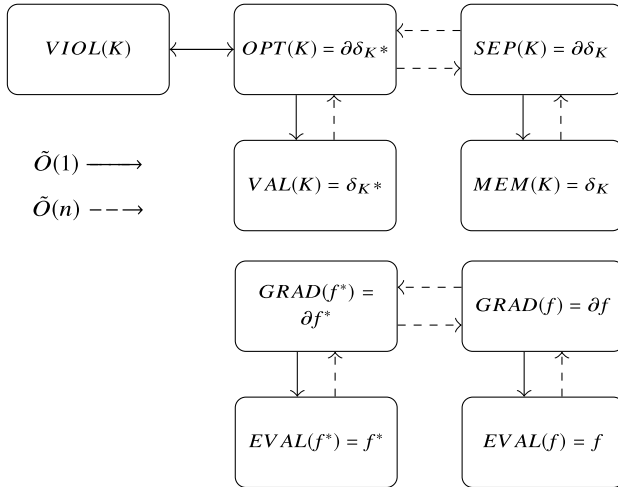 VIOL(K)
OPT(K) = ∂δ_{K*}
SEP(K) = ∂δ_K
Õ(1)
Õ(n)
VAL(K) = δ_{K*}
MEM(K) = δ_K
GRAD(f*) =
∂f*
GRAD(f) = ∂f
EVAL(f*) = f*
EVAL(f) = f